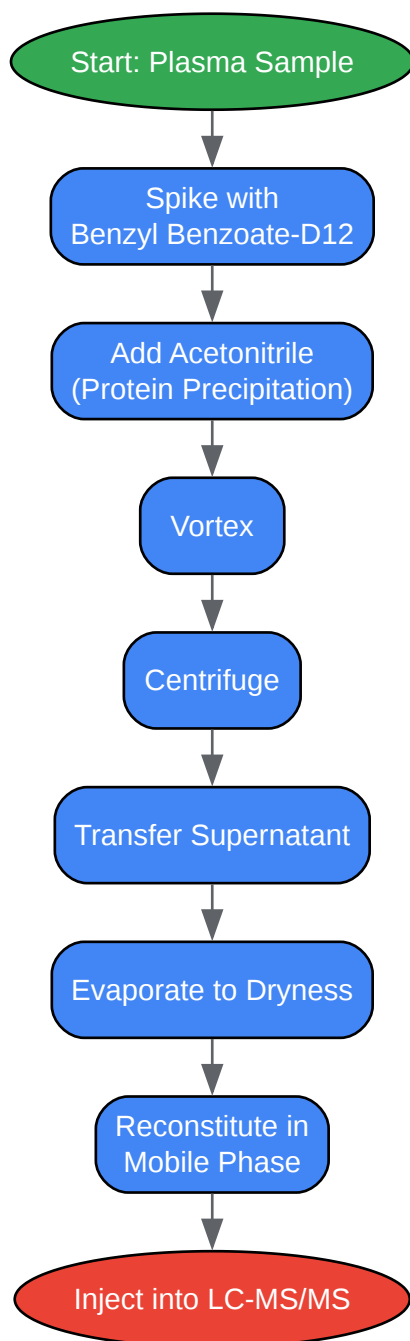 Start: Plasma Sample
Spike with
Benzyl Benzoate-D12
Add Acetonitrile
(Protein Precipitation)
Vortex
Centrifuge
Transfer Supernatant
Evaporate to Dryness
Reconstitute in
Mobile Phase
Inject into LC-MS/MS